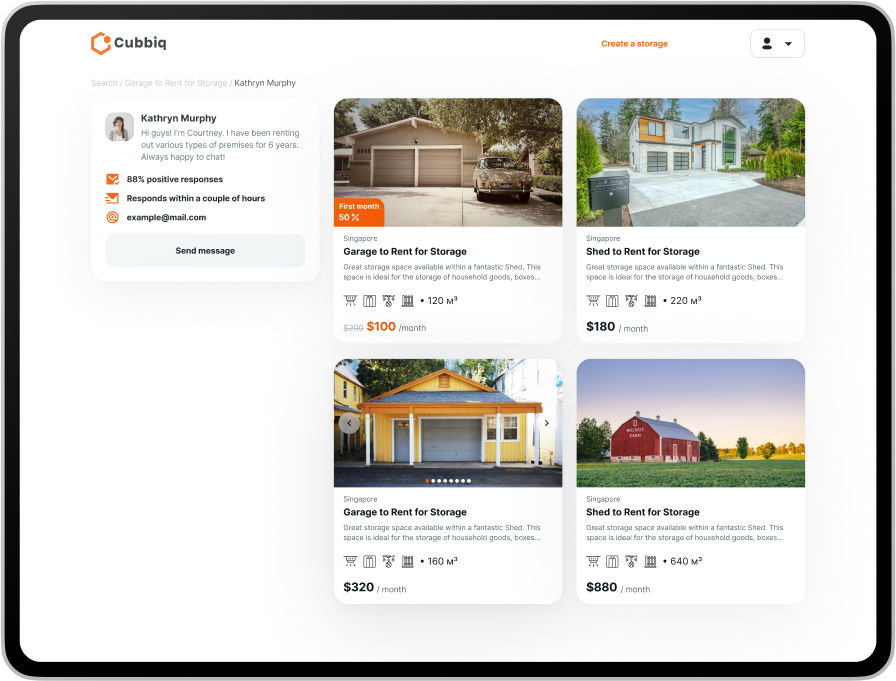 Cubbiq
Create a storage
Search / Garage to Rent for Storage / Kathryn Murphy
Kathryn Murphy
Hi guys! I'm Courtney. I have been renting
out various types of premises for 6 years.
Always happy to chat!
88% positive responses
Responds within a couple of hours
example@mail.com
Send message
First month
50 %
Singapore
Garage to Rent for Storage
Great storage space available within a fantastic Shed. This
space is ideal for the storage of household goods, boxes...
• 120 м³
$200 $100 /month
Singapore
Shed to Rent for Storage
Great storage space available within a fantastic Shed. This
space is ideal for the storage of household goods, boxes...
• 220 м³
$180 / month
Singapore
Garage to Rent for Storage
Great storage space available within a fantastic Shed. This
space is ideal for the storage of household goods, boxes...
• 160 м³
$320 / month
Singapore
Shed to Rent for Storage
Great storage space available within a fantastic Shed. This
space is ideal for the storage of household goods, boxes...
• 640 м³
$880 / month